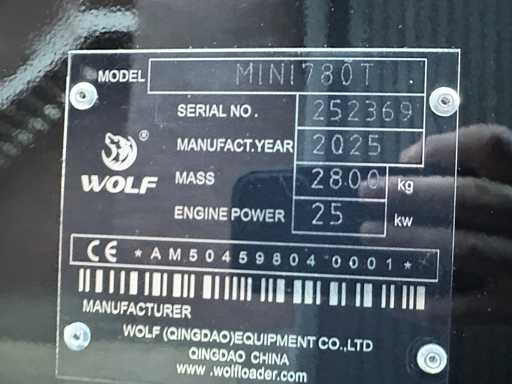 MODEL MINI780T
SERIAL NO. 252369
MANUFACT.YEAR 2025
WOLF ®
MASS 2800 kg
ENGINE POWER 25 kw
CE *AM504598040001*
MANUFACTURER
WOLF (QINGDAO)EQUIPMENT CO.,LTD
QINGDAO CHINA
www.wolfloader.com